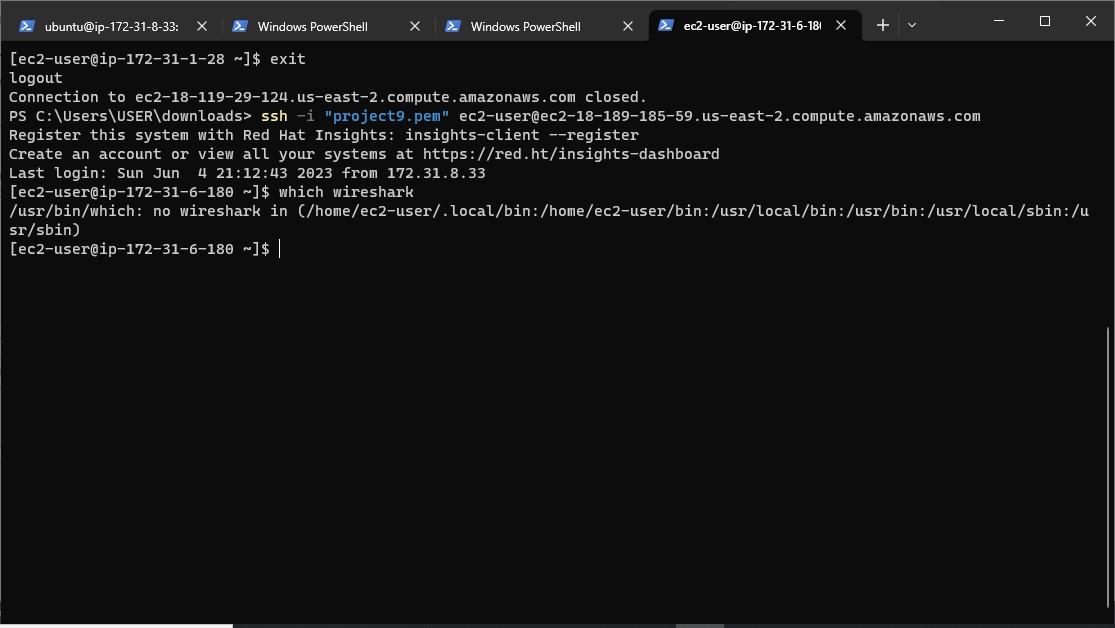 ubuntu@ip-172-31-8-33: Windows PowerShell Windows PowerShell ec2-user@ip-172-31-6-180
[ec2-user@ip-172-31-1-28 ~]$ exit
logout
Connection to ec2-18-119-29-124.us-east-2.compute.amazonaws.com closed.
PS C:\Users\USER\downloads> ssh -i "project9.pem" ec2-user@ec2-18-189-185-59.us-east-2.compute.amazonaws.com
Register this system with Red Hat Insights: insights-client --register
Create an account or view all your systems at https://red.ht/insights-dashboard
Last login: Sun Jun  4 21:12:43 2023 from 172.31.8.33
[ec2-user@ip-172-31-6-180 ~]$ which wireshark
/usr/bin/which: no wireshark in (/home/ec2-user/.local/bin:/home/ec2-user/bin:/usr/local/bin:/usr/bin:/usr/local/sbin:/u
sr/sbin)
[ec2-user@ip-172-31-6-180 ~]$